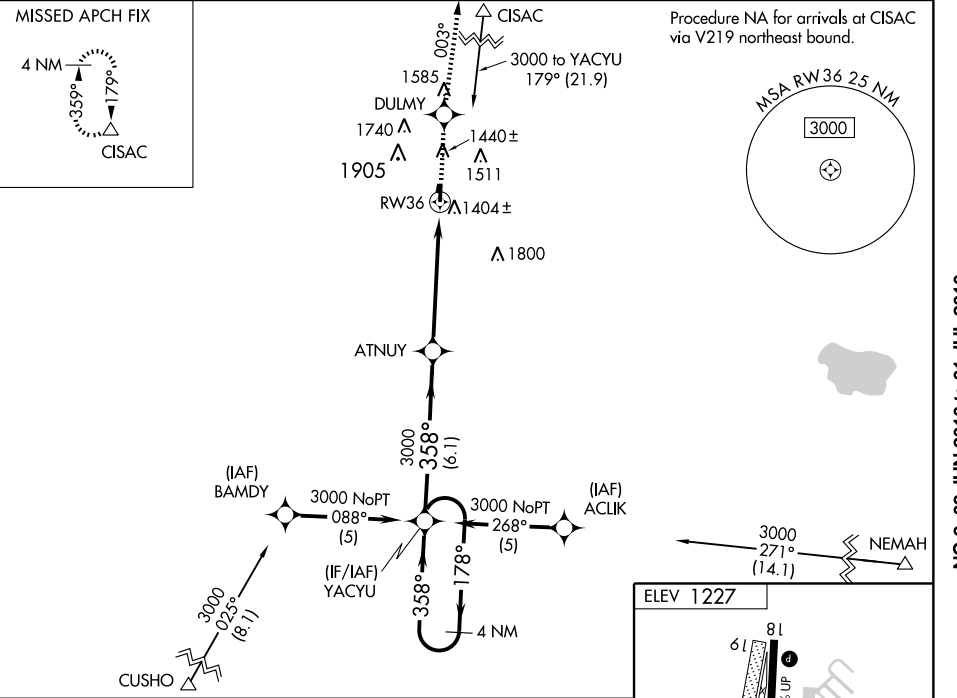 MISSED APCH FIX
4 NM
359°
179°
CISAC
003°
CISAC
3000 to YACYU
179° (21.9)
Procedure NA for arrivals at CISAC
via V219 northeast bound.
MSA RW36 25 NM
3000
1585
DULMY
1740
1440±
1905
1511
RW36
1404±
1800
ATNUY
3000
358°
(6.1)
(IAF)
BAMDY
3000 NoPT
088°
(5)
3000 NoPT
268°
(5)
(IAF)
ACLIK
(IF/IAF)
YACYU
358°
178°
4 NM
3000
271°
(14.1)
NEMAH
3000
025°
(8.1)
CUSHO
ELEV 1227
19
18
P
UP